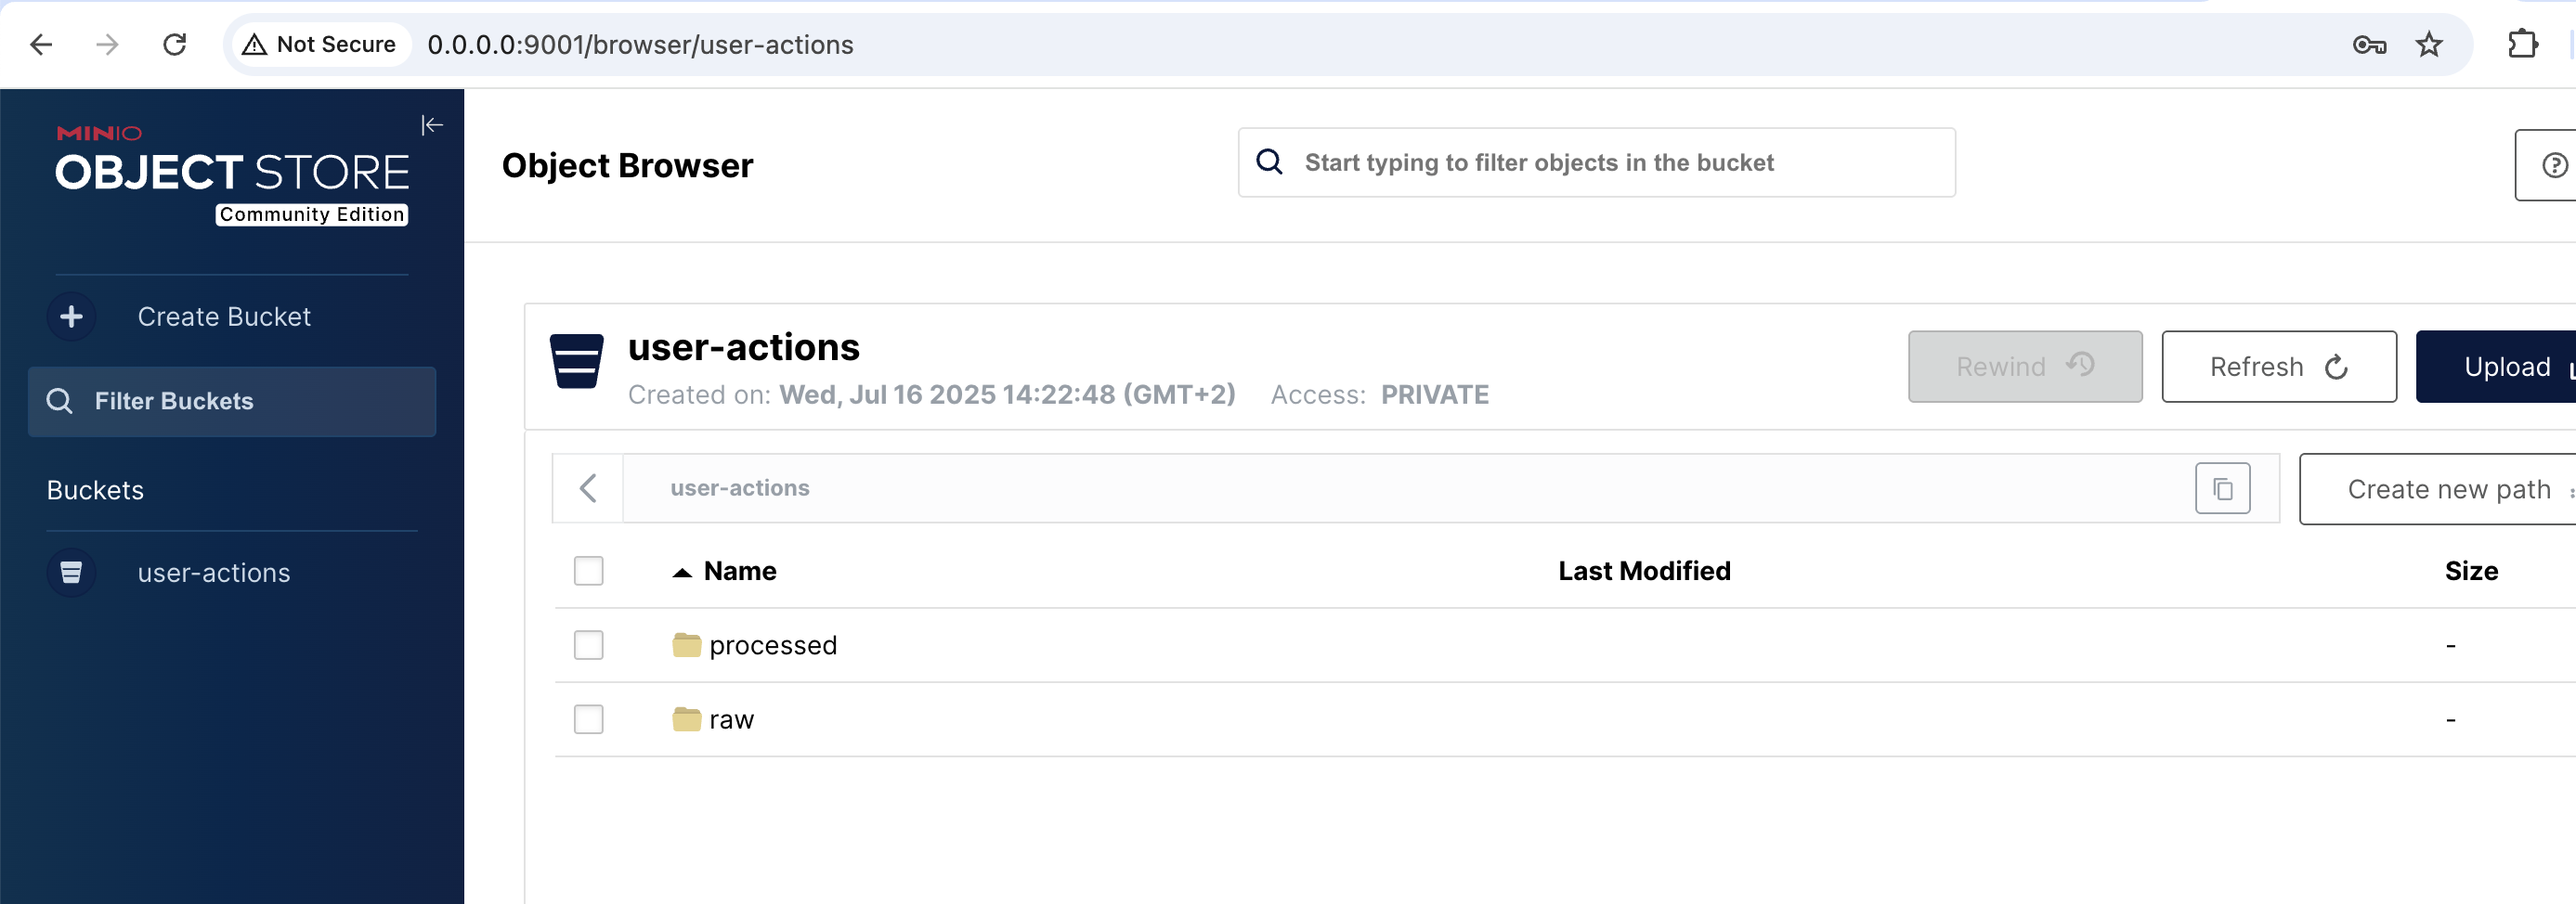 Not Secure 0.0.0.0:9001/browser/user-actions
MINIO
OBJECT STORE
Community Edition
Create Bucket
Filter Buckets
Buckets
user-actions
Object Browser
Start typing to filter objects in the bucket
user-actions
Created on: Wed, Jul 16 2025 14:22:48 (GMT+2) Access: PRIVATE
Rewind Refresh Upload
user-actions
Create new path
Name Last Modified Size
processed -
raw -